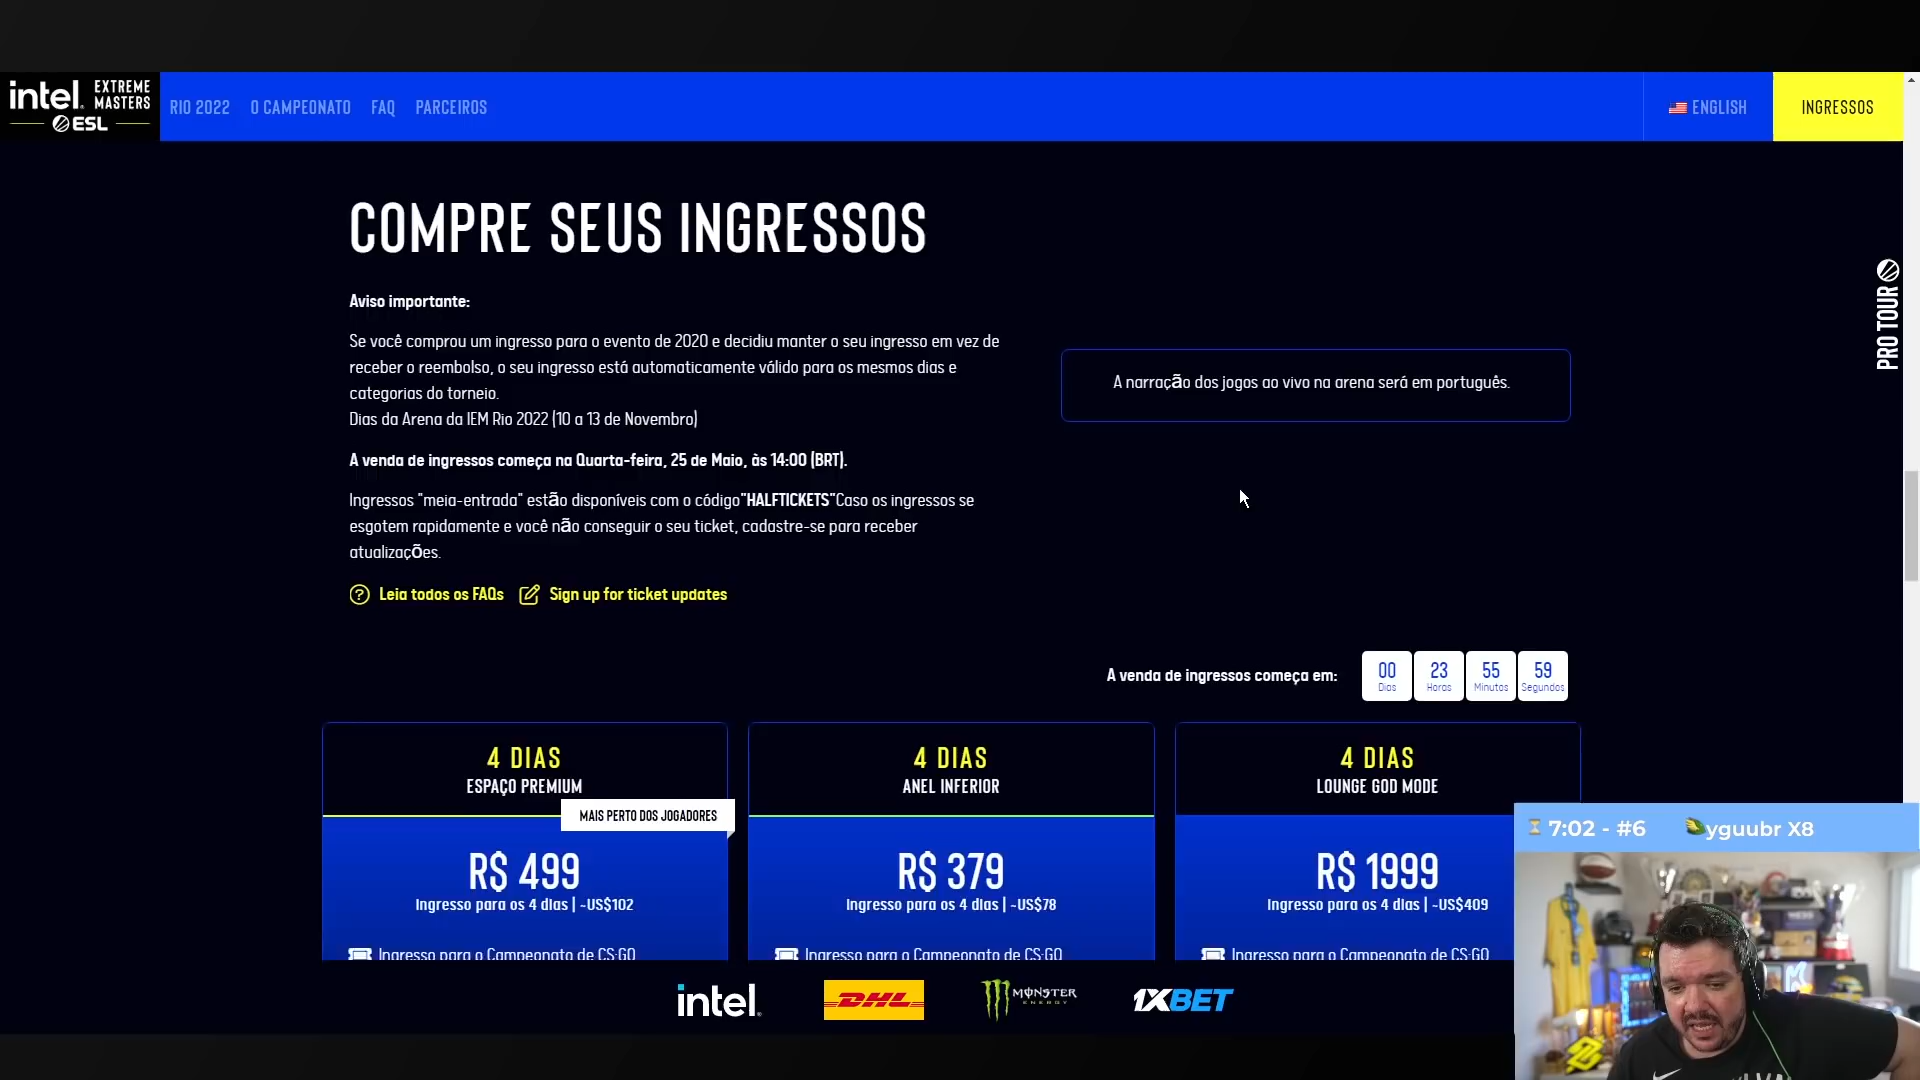 intel EXTREME MASTERS
ESL
RIO 2022 O CAMPEONATO FAQ PARCEIROS ENGLISH INGRESSOS
COMPRE SEUS INGRESSOS
PRO TOUR
Aviso importante:
Se você comprou um ingresso para o evento de 2020 e decidiu manter o seu ingresso em vez de
receber o reembolso, o seu ingresso está automaticamente válido para os mesmos dias e
categorias do torneio.
Dias da Arena da IEM Rio 2022 (10 a 13 de Novembro)
A narração dos jogos ao vivo na arena será em português.
A venda de ingressos começa na Quarta-feira, 25 de Maio, às 14:00 (BRT).
Ingressos "meia-entrada" estão disponíveis com o código"HALFTICKETS"Caso os ingressos se
esgotem rapidamente e você não conseguir o seu ticket, cadastre-se para receber
atualizações.
Leia todos os FAQs Sign up for ticket updates
A venda de ingressos começa em: 00 23 55 59
Dias Horas Minutos Segundos
4 DIAS
ESPAÇO PREMIUM
MAIS PERTO DOS JOGADORES
R$ 499
Ingresso para os 4 dias | ~US$102
Ingresso para o Campeonato de CS:GO
4 DIAS
ANEL INFERIOR
R$ 379
Ingresso para os 4 dias | ~US$78
Ingresso para o Campeonato de CS:GO
4 DIAS
LOUNGE GOD MODE
R$ 1999
Ingresso para os 4 dias | ~US$409
Ingresso para o Campeonato de CS:GO
7:02 - #6 yguubr X8
intel. DHL MONSTER ENERGY 1XBET